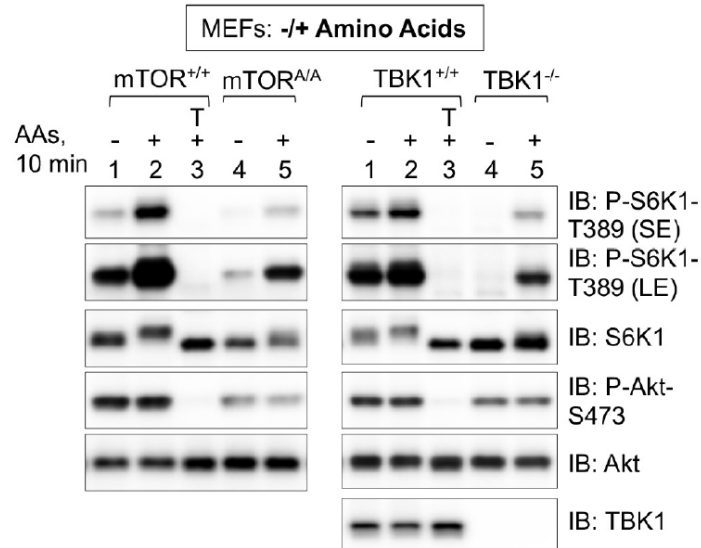 MEFs: -/+ Amino Acids
mTOR+/+ mTORA/A TBK1+/+ TBK1-/-
T T
AAs, - + + - + - + + - +
10 min 1 2 3 4 5 1 2 3 4 5
IB: P-S6K1-
T389 (SE)
IB: P-S6K1-
T389 (LE)
IB: S6K1
IB: P-Akt-
S473
IB: Akt
IB: TBK1